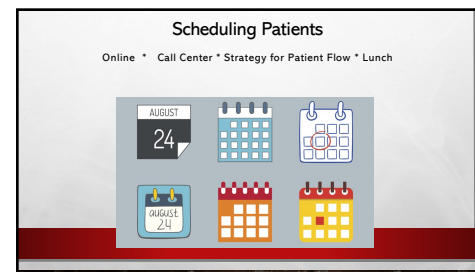 Scheduling Patients
Online * Call Center * Strategy for Patient Flow * Lunch
AUGUST
24
august
24